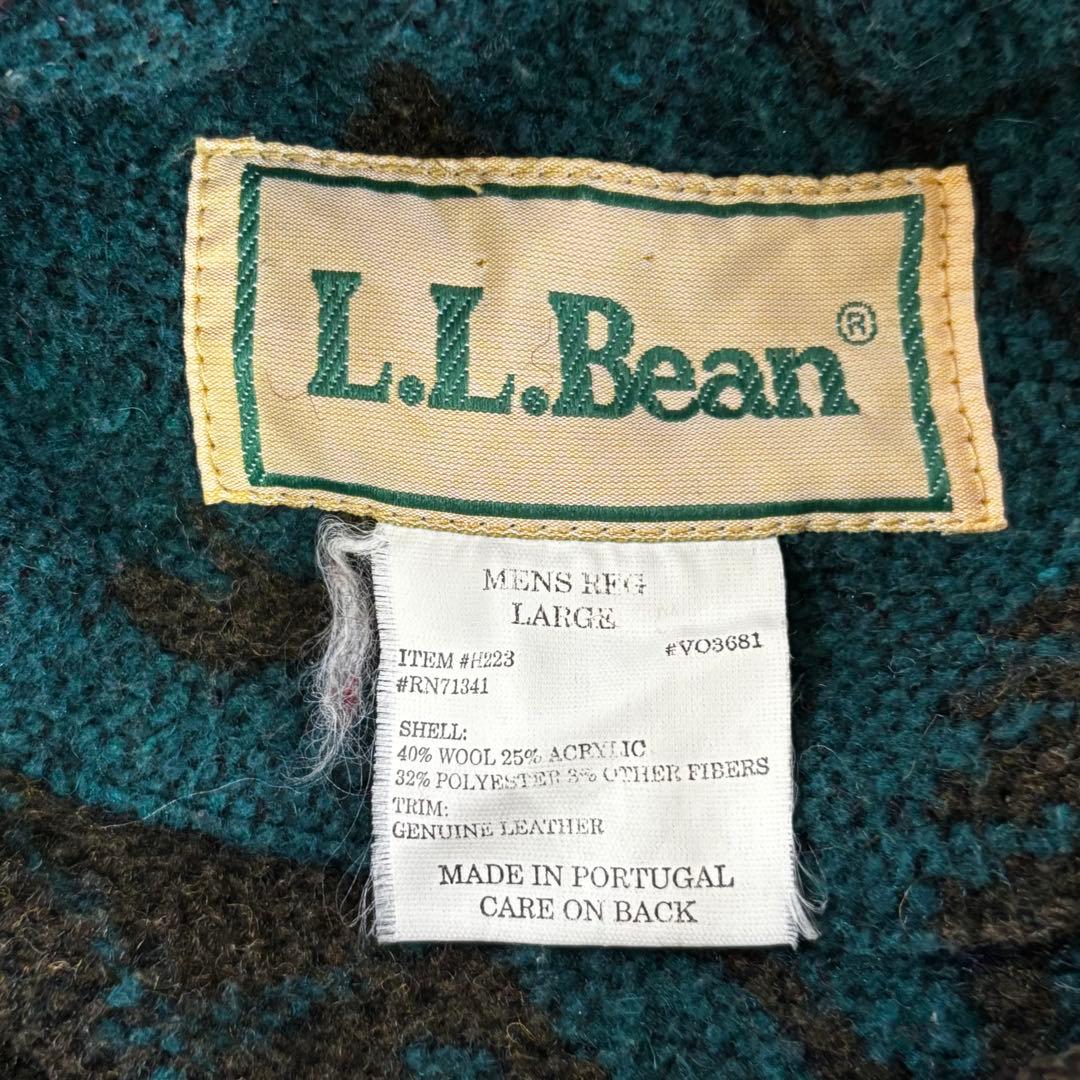 L.L.Bean®
MENS REG
LARGE
ITEM #H223 #VO3681
#RN71341
SHELL:
40% WOOL 25% ACRYLIC
32% POLYESTER 3% OTHER FIBERS
TRIM:
GENUINE LEATHER
MADE IN PORTUGAL
CARE ON BACK